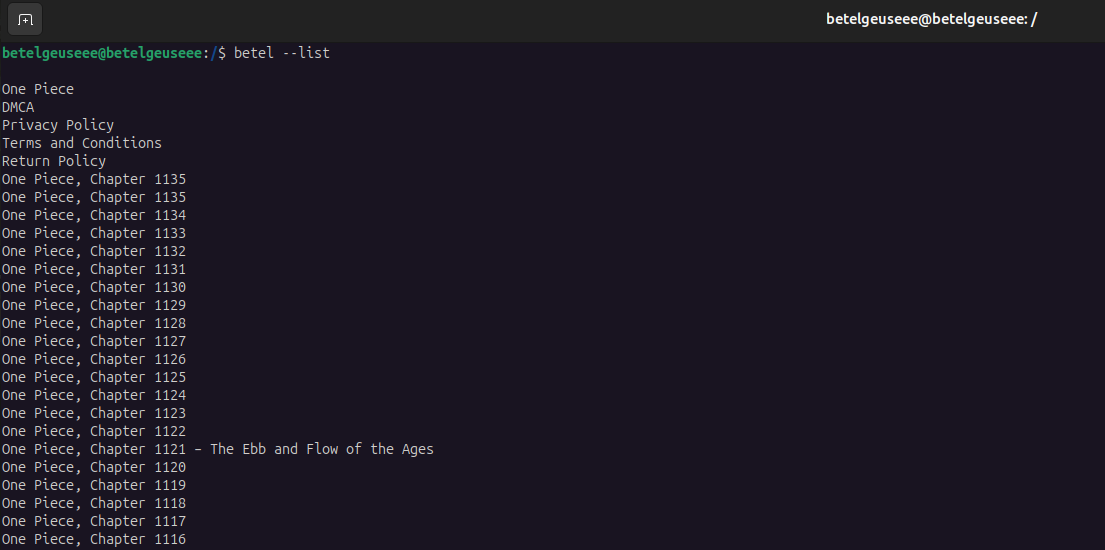 betelgeuseee@betelgeuseee: /
betelgeuseee@betelgeuseee:/$ betel --list
One Piece
DMCA
Privacy Policy
Terms and Conditions
Return Policy
One Piece, Chapter 1135
One Piece, Chapter 1135
One Piece, Chapter 1134
One Piece, Chapter 1133
One Piece, Chapter 1132
One Piece, Chapter 1131
One Piece, Chapter 1130
One Piece, Chapter 1129
One Piece, Chapter 1128
One Piece, Chapter 1127
One Piece, Chapter 1126
One Piece, Chapter 1125
One Piece, Chapter 1124
One Piece, Chapter 1123
One Piece, Chapter 1122
One Piece, Chapter 1121 – The Ebb and Flow of the Ages
One Piece, Chapter 1120
One Piece, Chapter 1119
One Piece, Chapter 1118
One Piece, Chapter 1117
One Piece, Chapter 1116